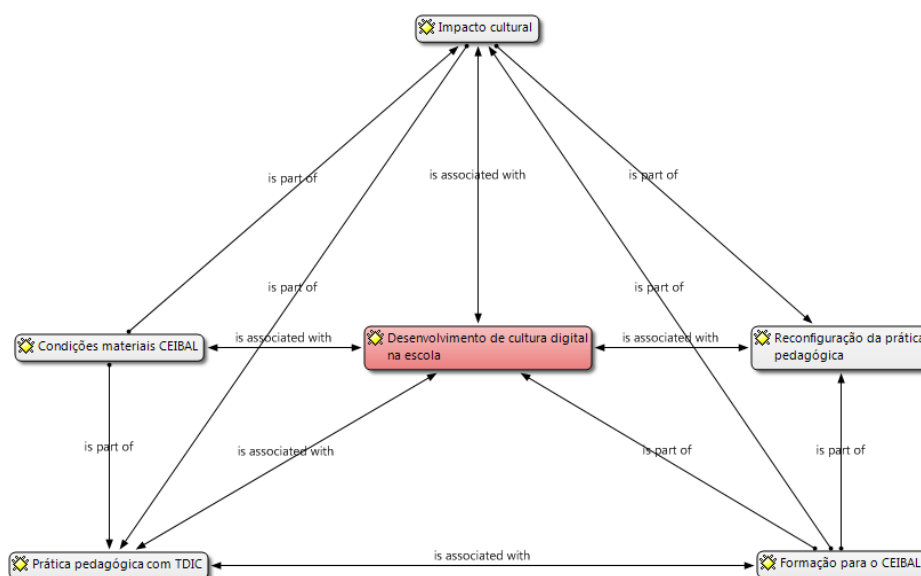 Impacto cultural
is part of
is associated with
is part of
is part of
is part of
Condições materiais CEIBAL
is associated with
Desenvolvimento de cultura digital
na escola
is associated with
Reconfiguração da prática
pedagógica
is part of
is associated with
is part of
is part of
Prática pedagógica com TDIC
is associated with
Formação para o CEIBAL